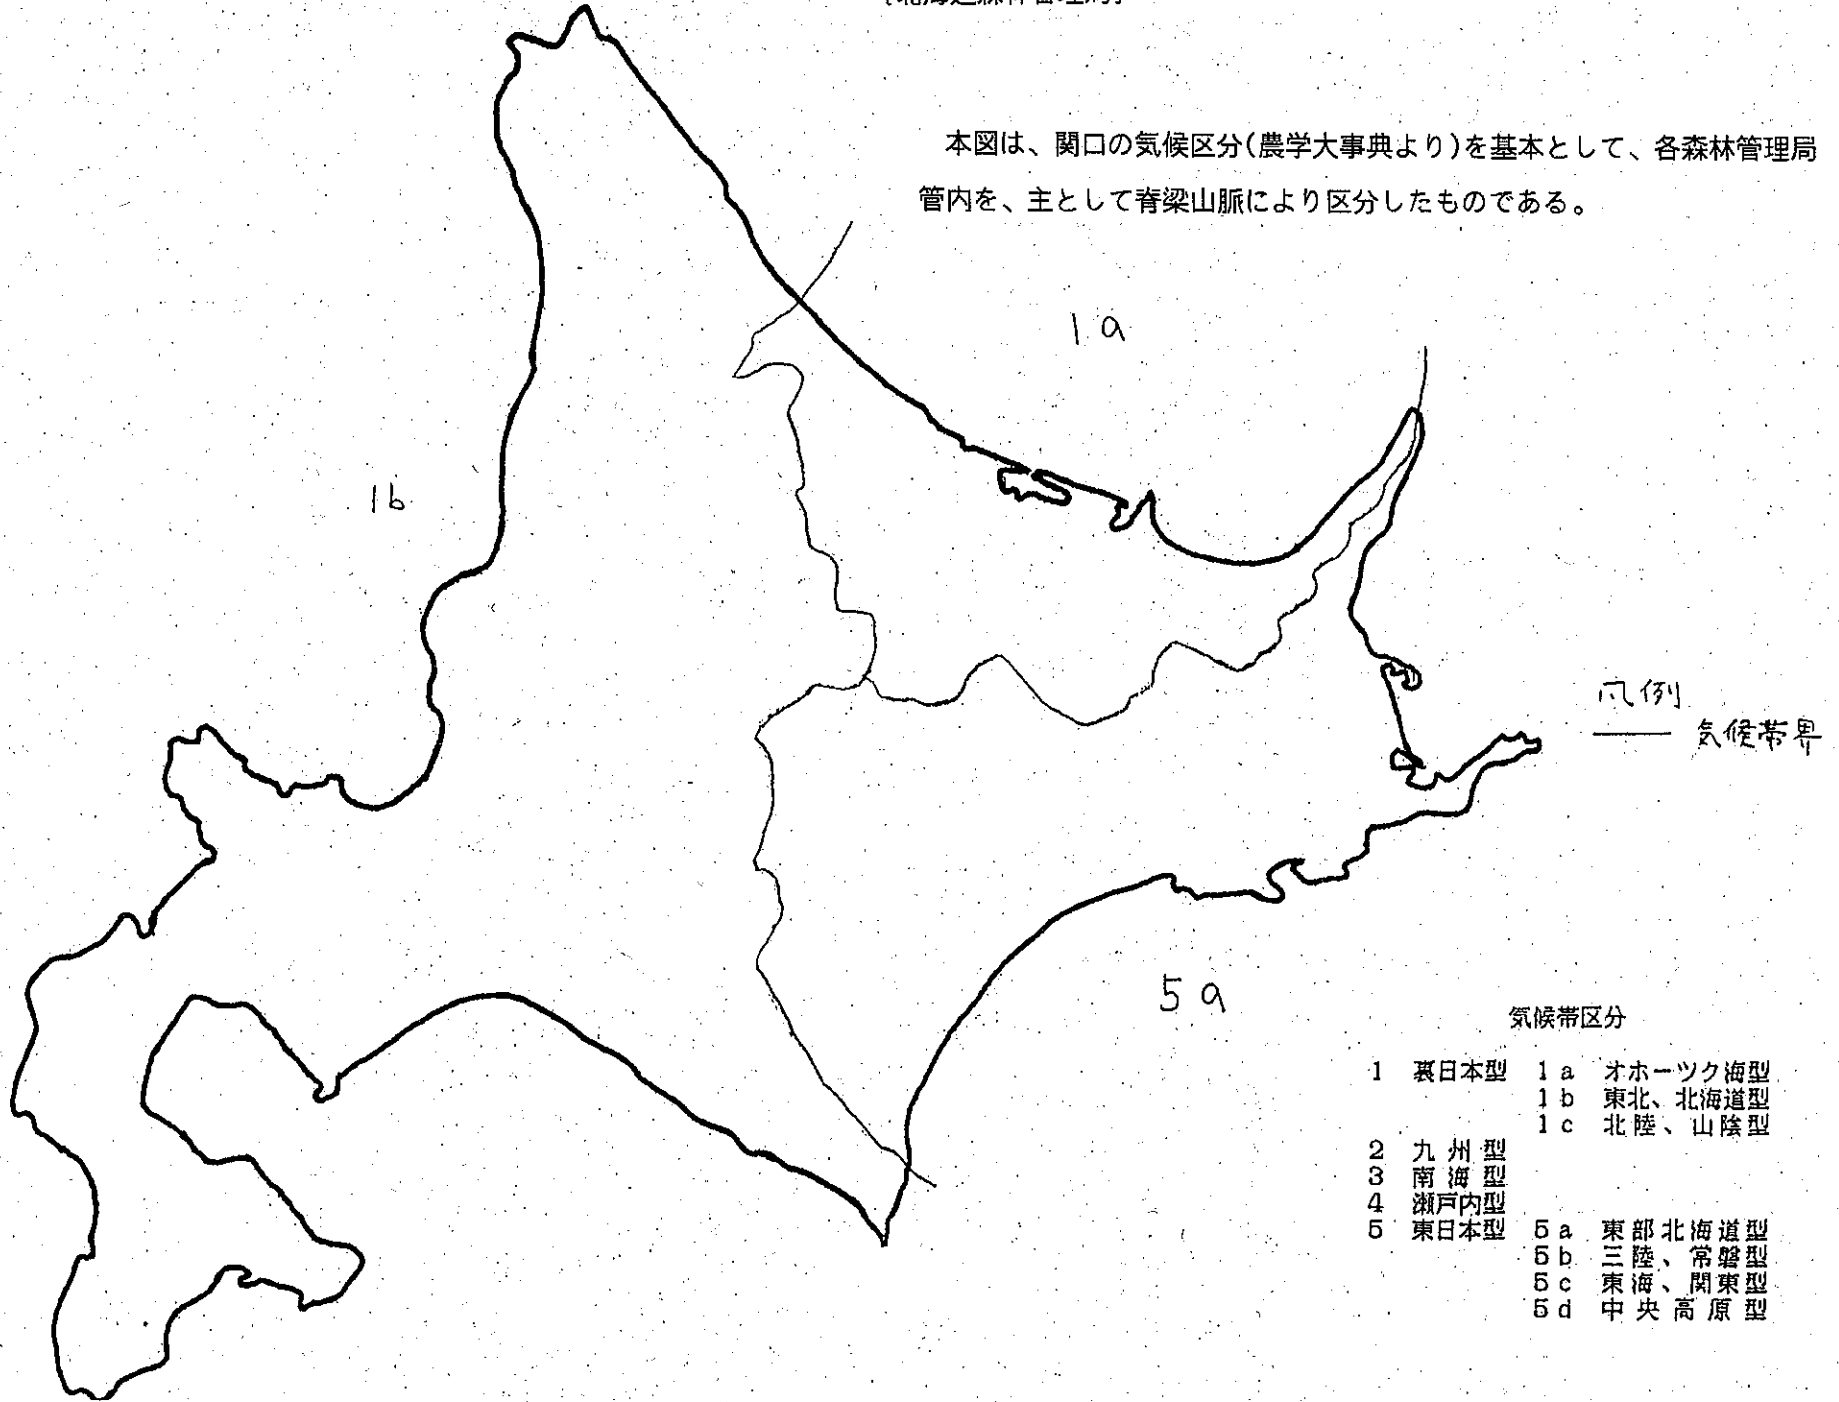 本図は、関口の気候区分(農学大事典より)を基本として、各森林管理局
管内を、主として脊梁山脈により区分したものである。
1a
1b
凡例
気候帯界
5a
気候帯区分
1 裏日本型 1a オホーツク海型
1b 東北、北海道型
1c 北陸、山陰型
2 九州型
3 南海型
4 瀬戸内型
5 東日本型 5a 東部北海道型
5b 三陸、常磐型
5c 東海、関東型
5d 中央高原型